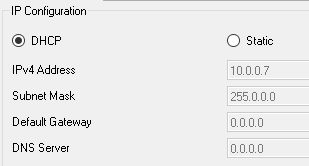 IP Configuration
DHCP Static
IPv4 Address 10.0.0.7
Subnet Mask 255.0.0.0
Default Gateway 0.0.0.0
DNS Server 0.0.0.0